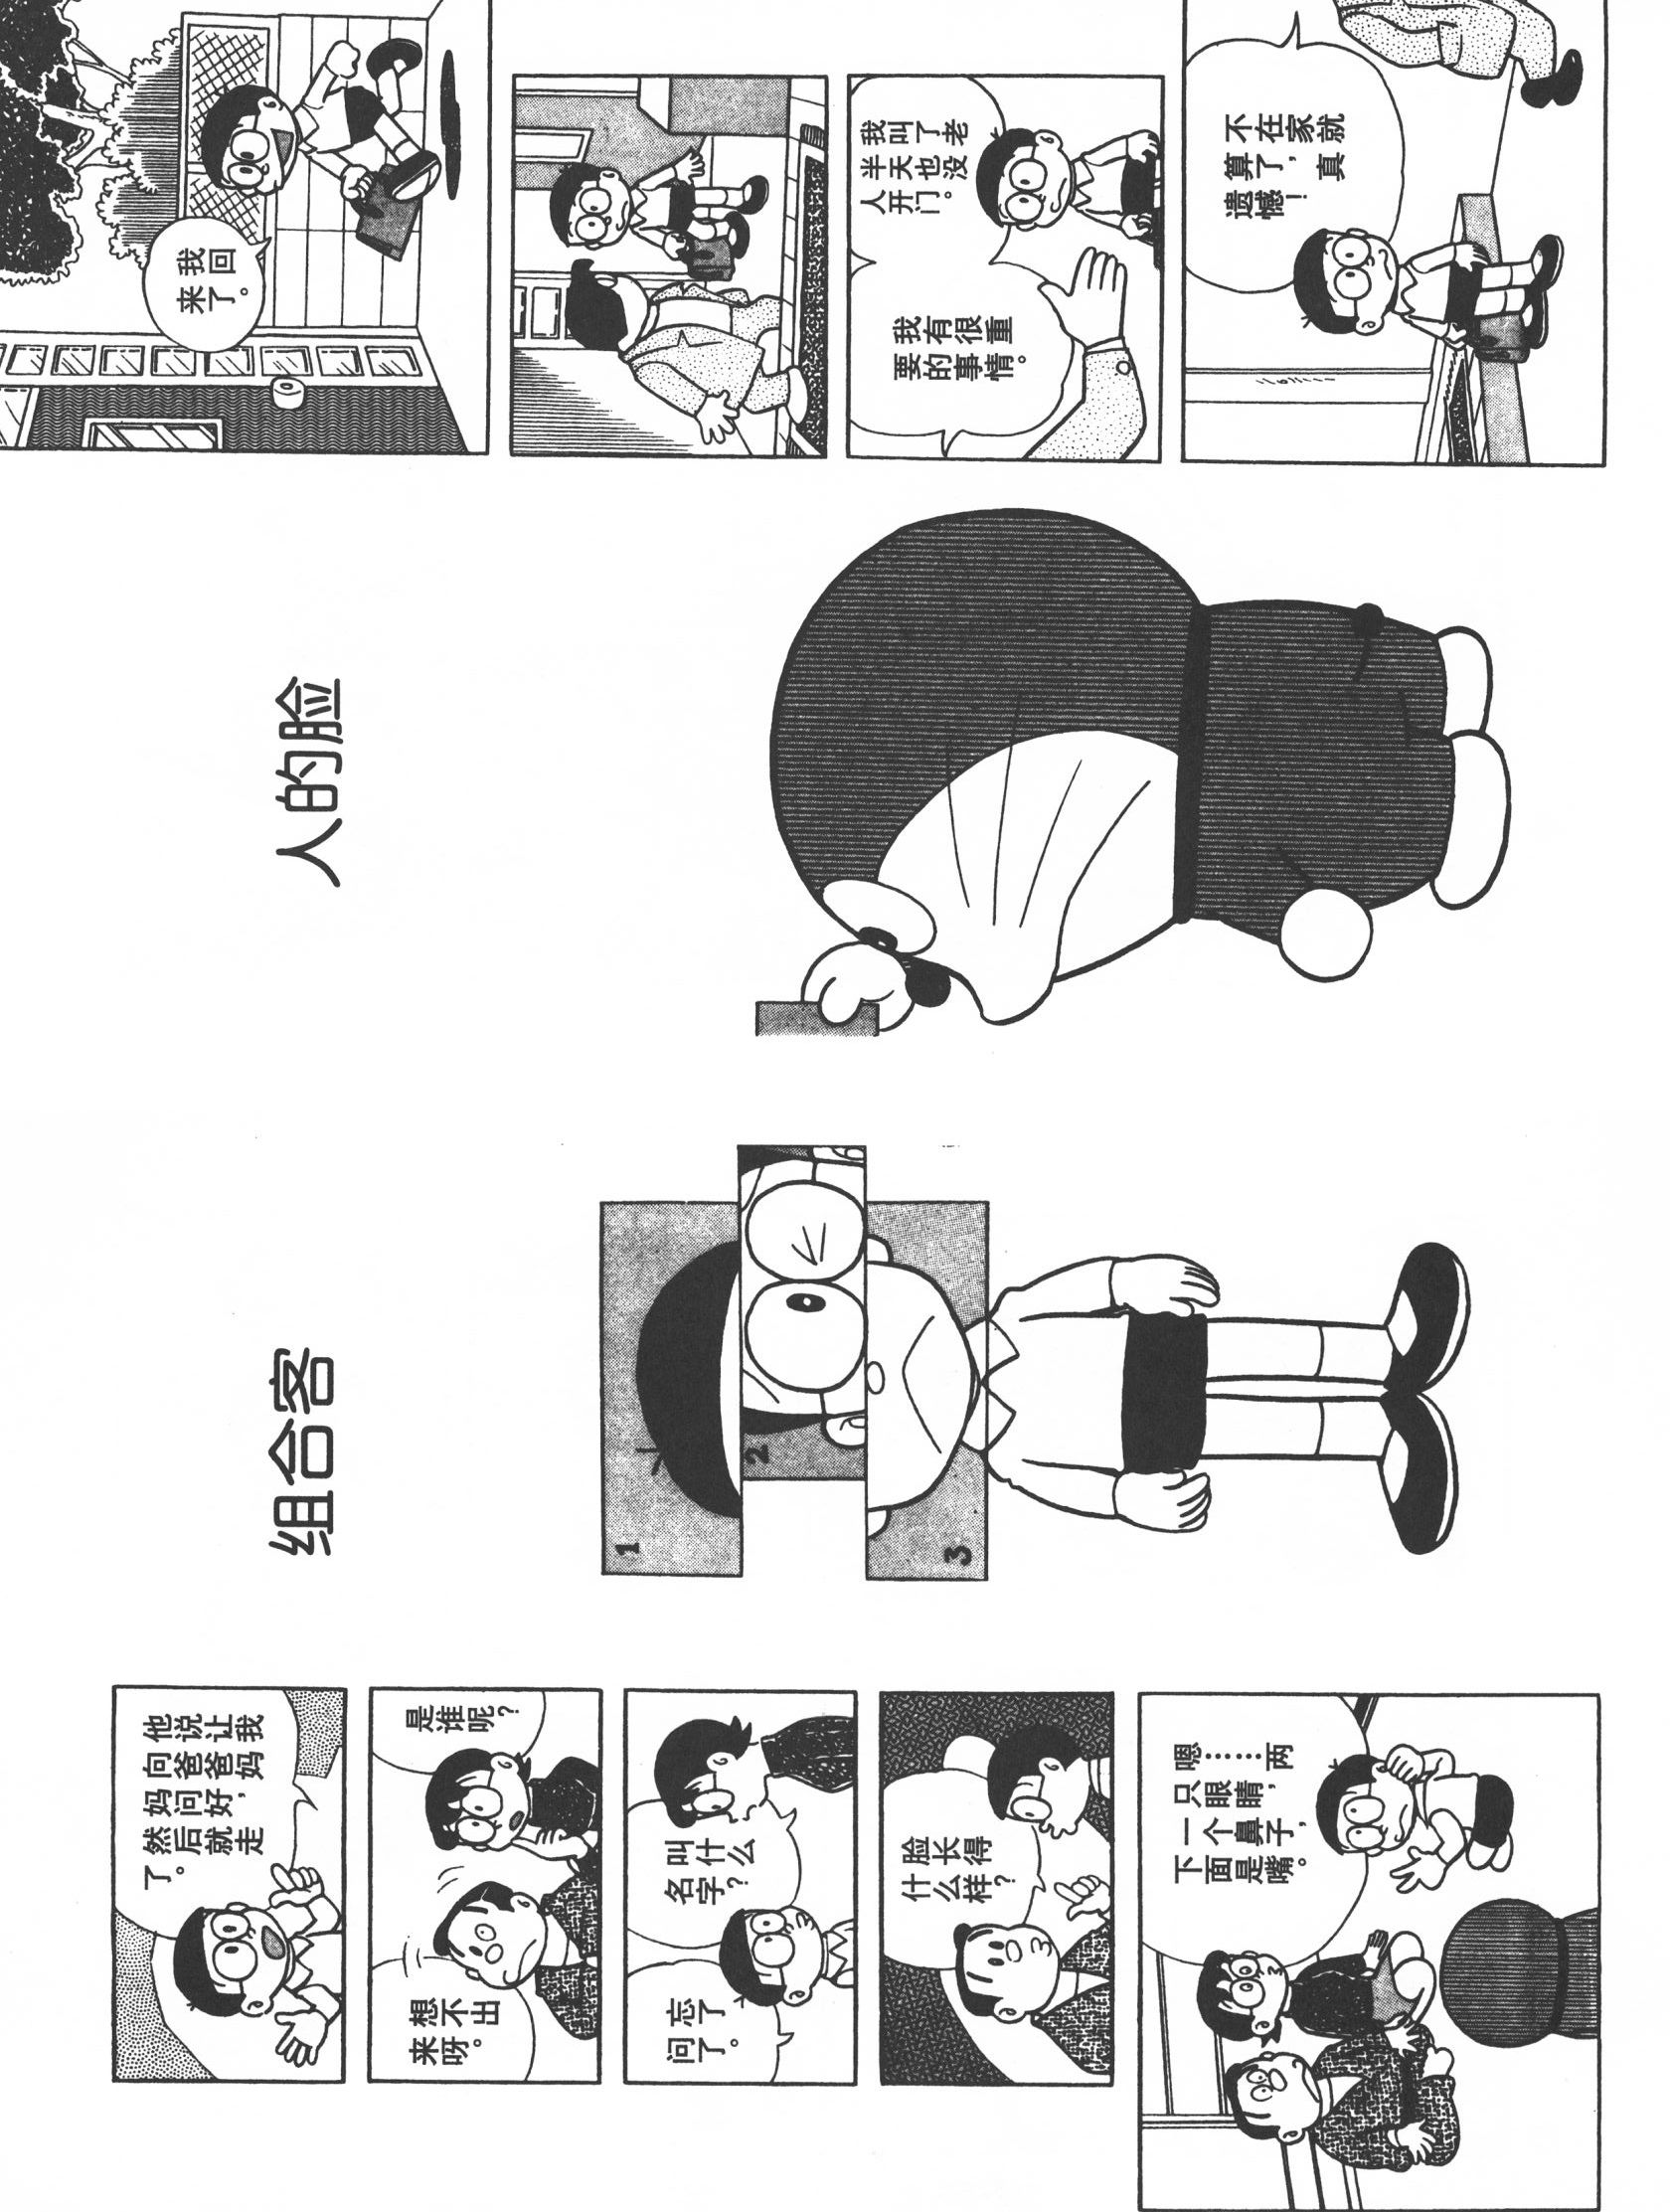 组合客人的脸
1
2
3
我回
来了。
我叫了老
半天也没
人开门。
我有很重
要的事情。
不在家就
算了，真
遗憾！
他说让我
向爸爸妈
妈问好，
然后就走
了。
是谁呢？
想不出
来呀。
叫什么
名字？
忘了
问了。
脸长得
什么样？
嗯……两
只眼睛，
一个鼻子，
下面是嘴。